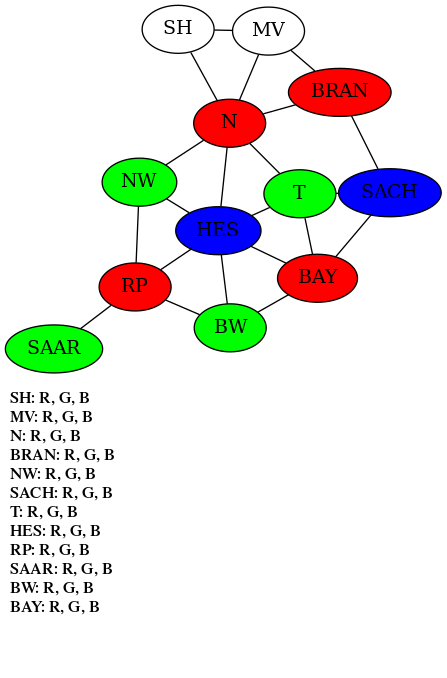 SH
MV
BRAN
N
NW
T
SACH
HES
BAY
RP
BW
SAAR
SH: R, G, B
MV: R, G, B
N: R, G, B
BRAN: R, G, B
NW: R, G, B
SACH: R, G, B
T: R, G, B
HES: R, G, B
RP: R, G, B
SAAR: R, G, B
BW: R, G, B
BAY: R, G, B